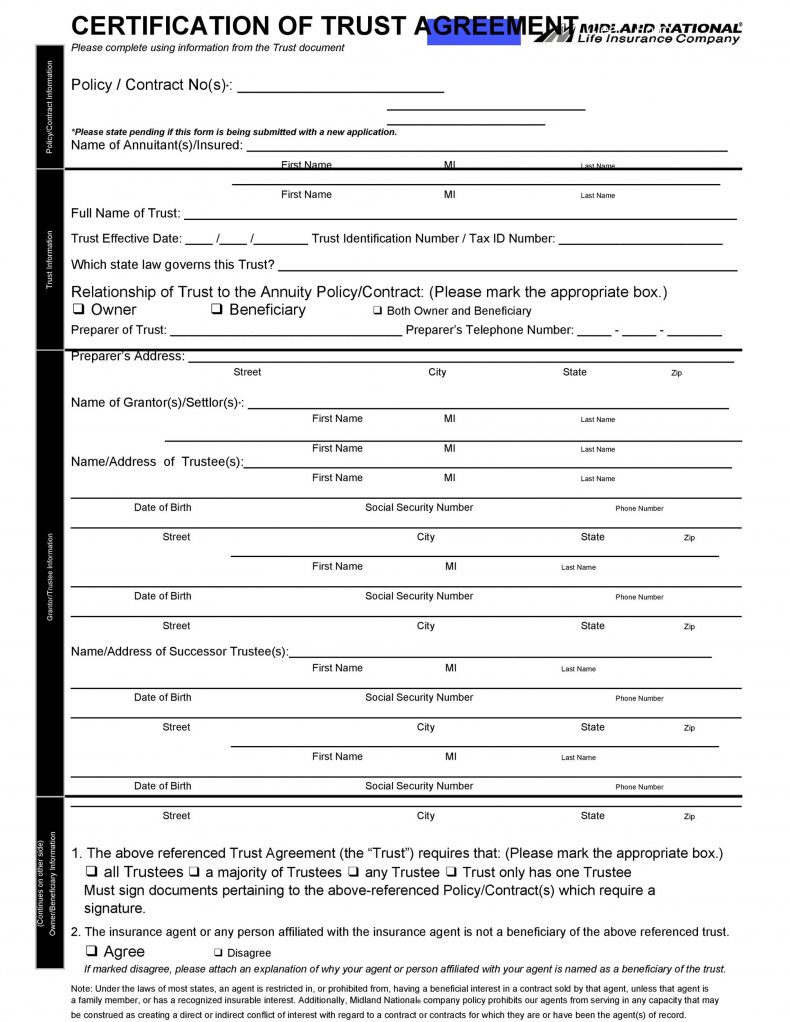 CERTIFICATION OF TRUST AGREEMENT
MIDLAND NATIONAL®
Life Insurance Company
Please complete using information from the Trust document
Policy/Contract Information
Policy / Contract No(s)*: ____
*Please state pending if this form is being submitted with a new application.
Name of Annuitant(s)/Insured: ____
First Name MI Last Name
First Name MI Last Name
Trust Information
Full Name of Trust: ____
Trust Effective Date: ____ /____ /____ Trust Identification Number / Tax ID Number: ____
Which state law governs this Trust? ____
Relationship of Trust to the Annuity Policy/Contract: (Please mark the appropriate box.)
❑ Owner ❑ Beneficiary ❑ Both Owner and Beneficiary
Preparer of Trust: ____ Preparer's Telephone Number: ____ - ____ - ____
Preparer's Address: ____
Street City State Zip
Grantor/Trustee Information
Name of Grantor(s)/Settlor(s)*: ____
First Name MI Last Name
First Name MI Last Name
Name/Address of Trustee(s):____
First Name MI Last Name
Date of Birth Social Security Number Phone Number
Street City State Zip
First Name MI Last Name
Date of Birth Social Security Number Phone Number
Street City State Zip
Name/Address of Successor Trustee(s):____
First Name MI Last Name
Date of Birth Social Security Number Phone Number
Street City State Zip
First Name MI Last Name
Date of Birth Social Security Number Phone Number
Street City State Zip
(Continues on other side)
Owner/Beneficiary Information
1. The above referenced Trust Agreement (the “Trust”) requires that: (Please mark the appropriate box.)
❑ all Trustees ❑ a majority of Trustees ❑ any Trustee ❑ Trust only has one Trustee
Must sign documents pertaining to the above-referenced Policy/Contract(s) which require a
signature.
2. The insurance agent or any person affiliated with the insurance agent is not a beneficiary of the above referenced trust.
❑ Agree ❑ Disagree
If marked disagree, please attach an explanation of why your agent or person affiliated with your agent is named as a beneficiary of the trust.
Note: Under the laws of most states, an agent is restricted in, or prohibited from, having a beneficial interest in a contract sold by that agent, unless that agent is
a family member, or has a recognized insurable interest. Additionally, Midland National® company policy prohibits our agents from serving in any capacity that may
be construed as creating a direct or indirect conflict of interest with regard to a contract or contracts for which they are or have been the agent(s) of record.